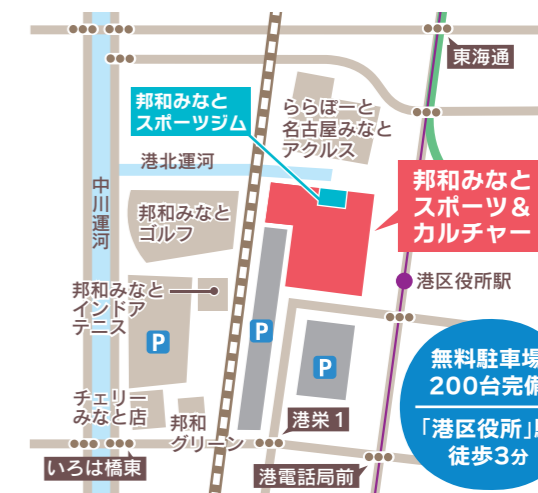 東海通
邦和みなと
スポーツジム
ららぽーと
名古屋みなと
アクルス
港北運河
邦和みなと
スポーツ＆
カルチャー
中川運河
邦和みなと
ゴルフ
港区役所駅
邦和みなと
インドア
テニス
P
P
P
無料駐車場
200台完備
「港区役所」駅
徒歩3分
チェリー
みなと店
邦和
グリーン
港栄1
いろは橋東
港電話局前